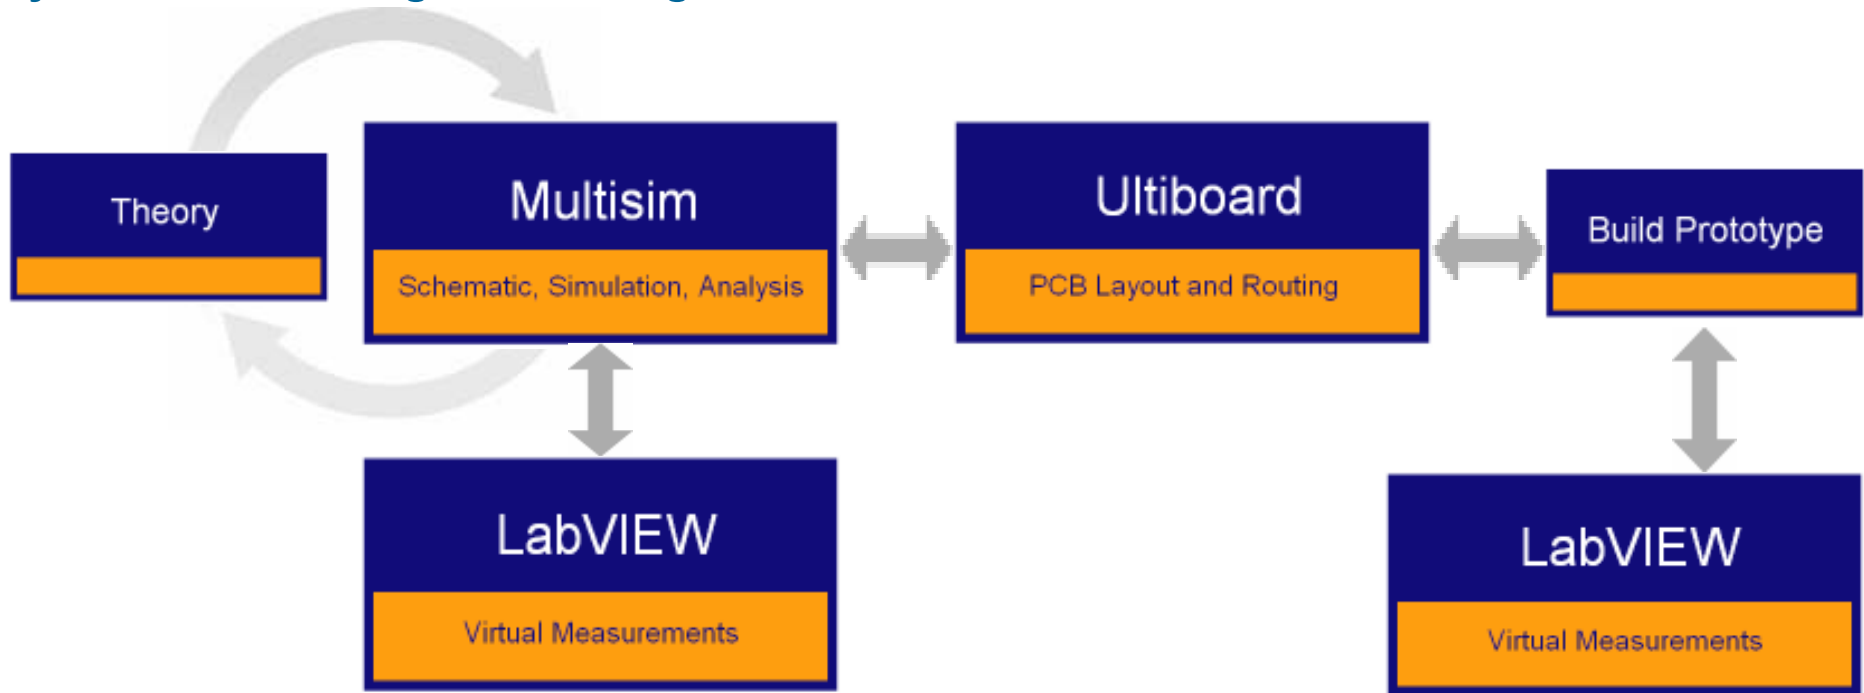 Theory
Multisim
Schematic, Simulation, Analysis
Ultiboard
PCB Layout and Routing
Build Prototype
LabVIEW
Virtual Measurements
LabVIEW
Virtual Measurements